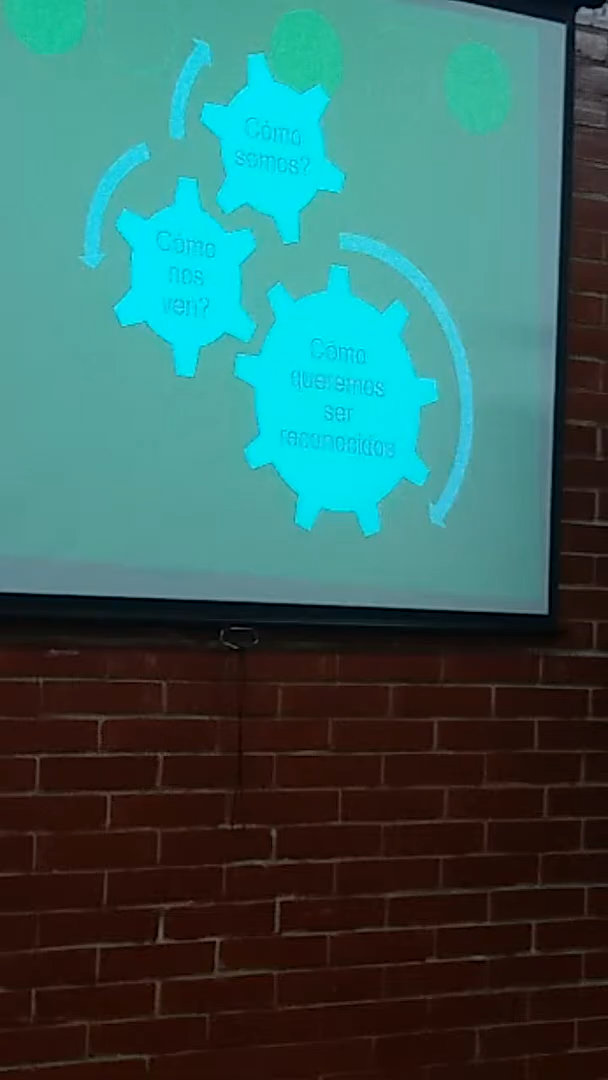 Cómo
somos?
Cómo
nos
ven?
Cómo
queremos
ser
reconocidos